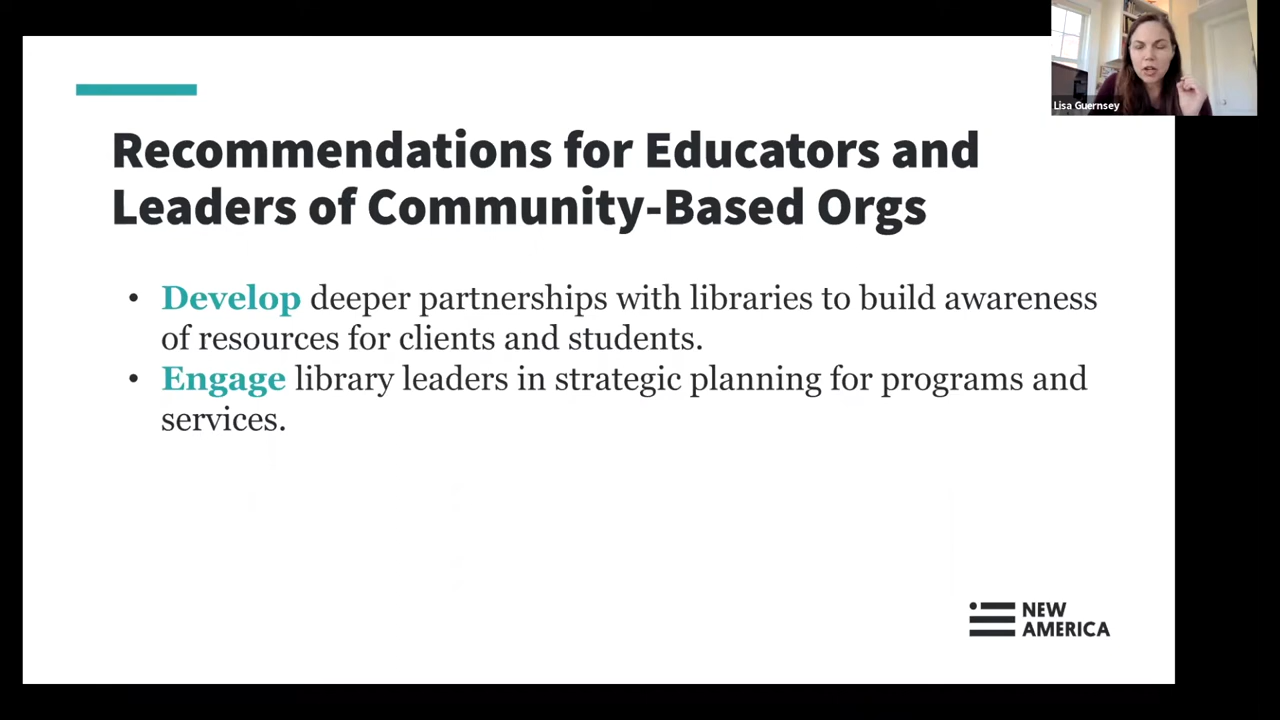 Lisa Guernsey
Recommendations for Educators and
Leaders of Community-Based Orgs
• Develop deeper partnerships with libraries to build awareness
of resources for clients and students.
• Engage library leaders in strategic planning for programs and
services.
NEW
AMERICA